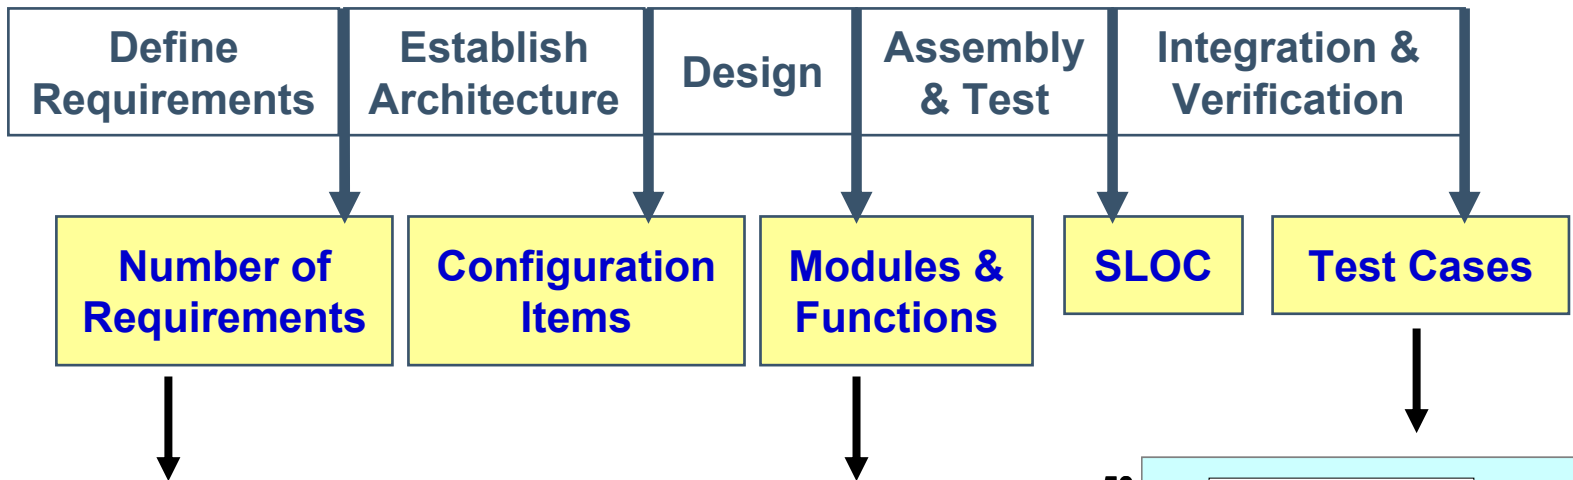 Define
Requirements
Establish
Architecture
Design
Assembly
& Test
Integration &
Verification
Number of
Requirements
Configuration
Items
Modules &
Functions
SLOC
Test Cases